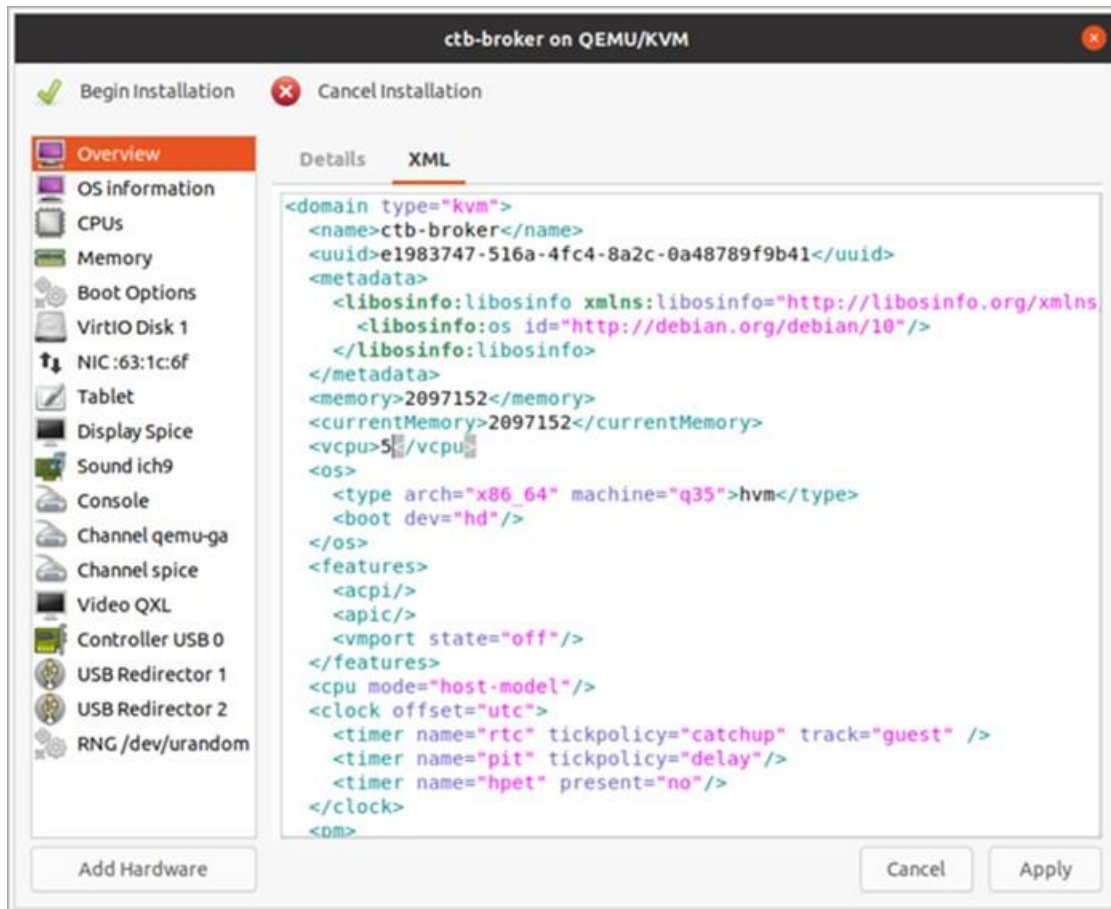 ctb-broker on QEMU/KVM
Begin Installation
Cancel Installation
Overview
OS information
CPUs
Memory
Boot Options
VirtIO Disk 1
NIC :63:1c:6f
Tablet
Display Spice
Sound ich9
Console
Channel qemu-ga
Channel spice
Video QXL
Controller USB 0
USB Redirector 1
USB Redirector 2
RNG /dev/urandom
Add Hardware
Details XML
<domain type="kvm">
<name>ctb-broker</name>
<uuid>e1983747-516a-4fc4-8a2c-0a48789f9b41</uuid>
<metadata>
<libosinfo:libosinfo xmlns:libosinfo="http://libosinfo.org/xmlns/
<libosinfo:os id="http://debian.org/debian/10"/>
</libosinfo:libosinfo>
</metadata>
<memory>2097152</memory>
<currentMemory>2097152</currentMemory>
<vcpu>5</vcpu>
<os>
<type arch="x86_64" machine="q35">hvm</type>
<boot dev="hd"/>
</os>
<features>
<acpi/>
<apic/>
<vmport state="off"/>
</features>
<cpu mode="host-model"/>
<clock offset="utc">
<timer name="rtc" tickpolicy="catchup" track="guest" />
<timer name="pit" tickpolicy="delay"/>
<timer name="hpet" present="no"/>
</clock>
<pm>
Cancel
Apply